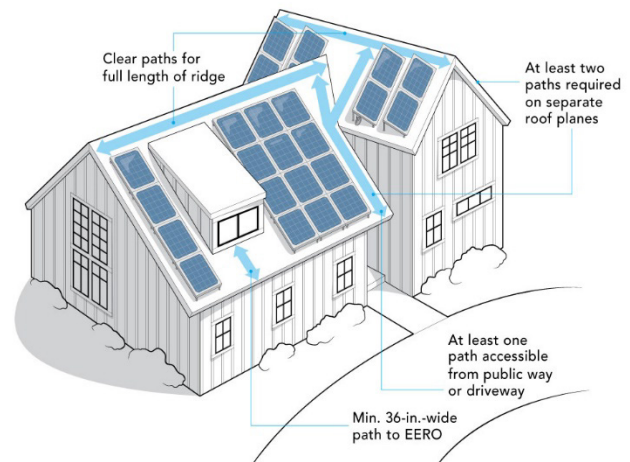 Clear paths for
full length of ridge
At least two
paths required
on separate
roof planes
At least one
path accessible
from public way
or driveway
Min. 36-in.-wide
path to EERO